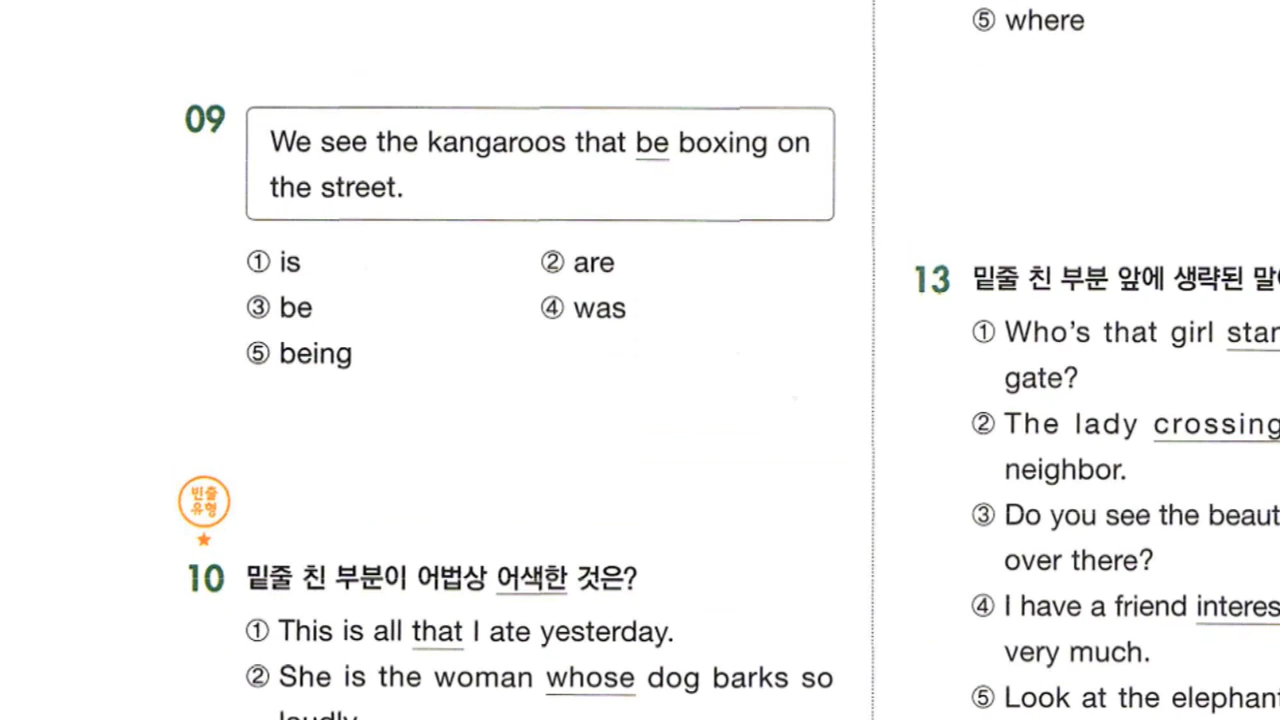 09
We see the kangaroos that be boxing on
the street.
① is ② are
③ be ④ was
⑤ being
빈출
유형
10 밑줄 친 부분이 어법상 어색한 것은?
① This is all that I ate yesterday.
② She is the woman whose dog barks so
⑤ where
13 밑줄 친 부분 앞에 생략된
① Who's that girl
gate?
② The lady crossing
neighbor.
③ Do you see the
over there?
④ I have a friend
very much.
⑤ Look at the